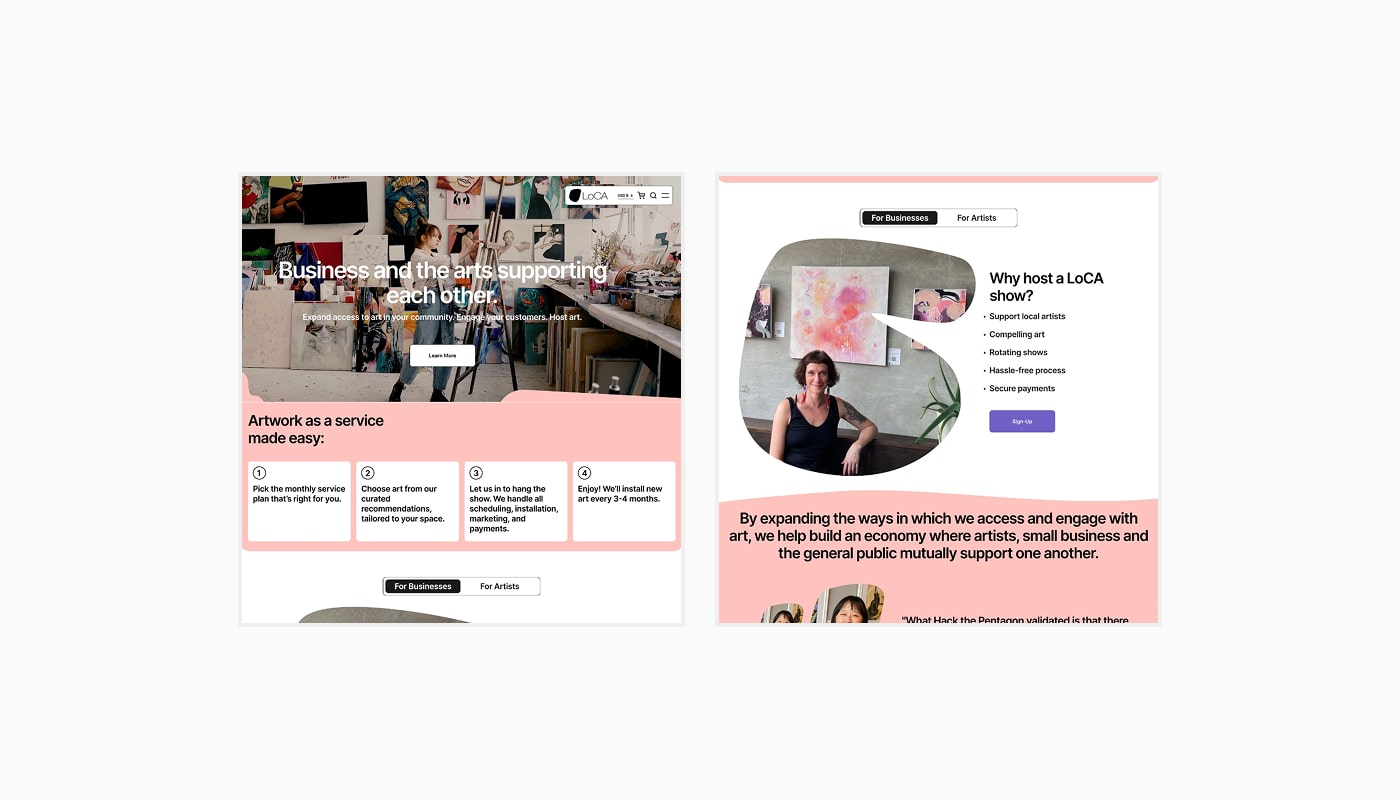 LoCA USD $
Business and the arts supporting
each other.
Expand access to art in your community. Engage your customers. Host art.
Learn More
Artwork as a service
made easy:
1
Pick the monthly service
plan that's right for you.
2
Choose art from our
curated
recommendations,
tailored to your space.
3
Let us in to hang the
show. We handle all
scheduling, installation,
marketing, and
payments.
4
Enjoy! We'll install new
art every 3-4 months.
For Businesses For Artists
For Businesses For Artists
Why host a LoCA
show?
• Support local artists
• Compelling art
• Rotating shows
• Hassle-free process
• Secure payments
Sign-Up
By expanding the ways in which we access and engage with
art, we help build an economy where artists, small business and
the general public mutually support one another.
"What Hack the Pentagon validated is that there